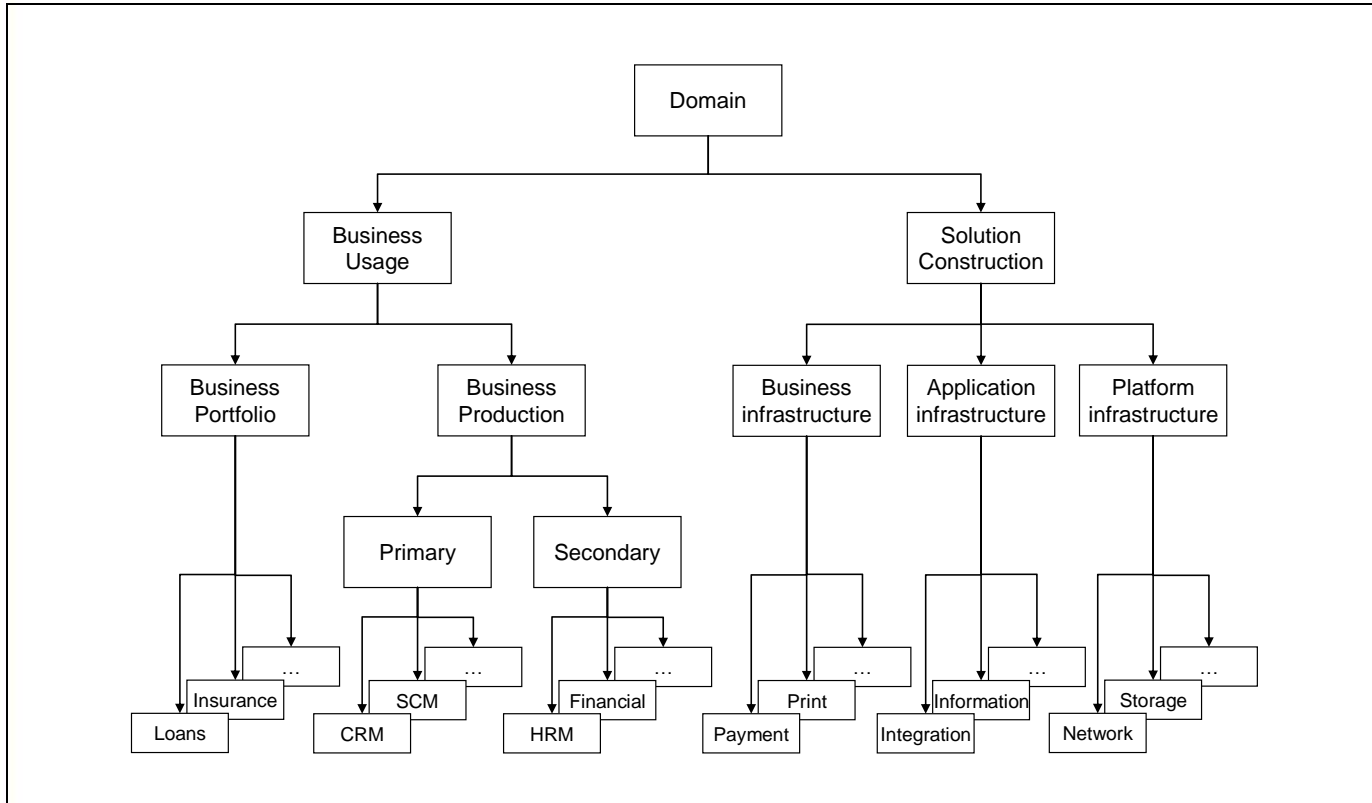 Domain
Business
Usage
Solution
Construction
Business
Portfolio
Business
Production
Business
infrastructure
Application
infrastructure
Platform
infrastructure
Primary
Secondary
...
...
...
...
...
...
Insurance
SCM
Financial
Print
Information
Storage
Loans
CRM
HRM
Payment
Integration
Network